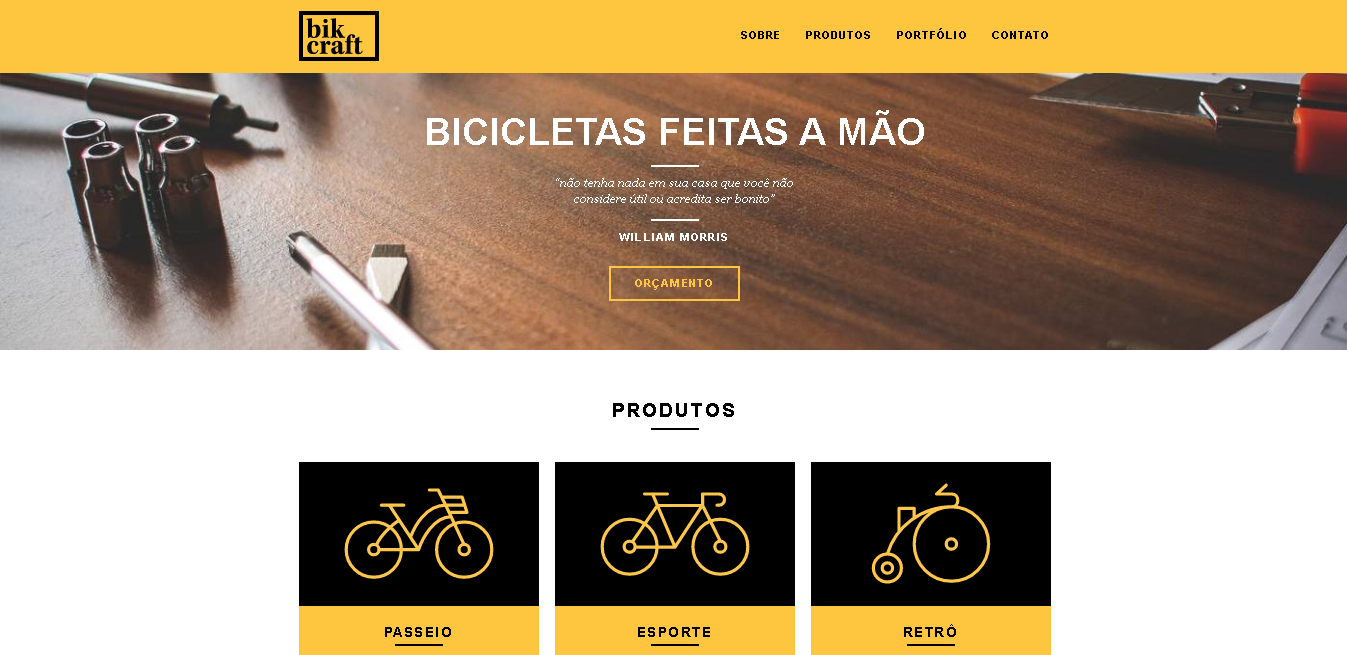 bik
craft
SOBRE PRODUTOS PORTFÓLIO CONTATO
BICICLETAS FEITAS A MÃO
“não tenha nada em sua casa que você não
considere útil ou acredita ser bonito”
WILLIAM MORRIS
ORÇAMENTO
PRODUTOS
PASSEIO ESPORTE RETRÔ